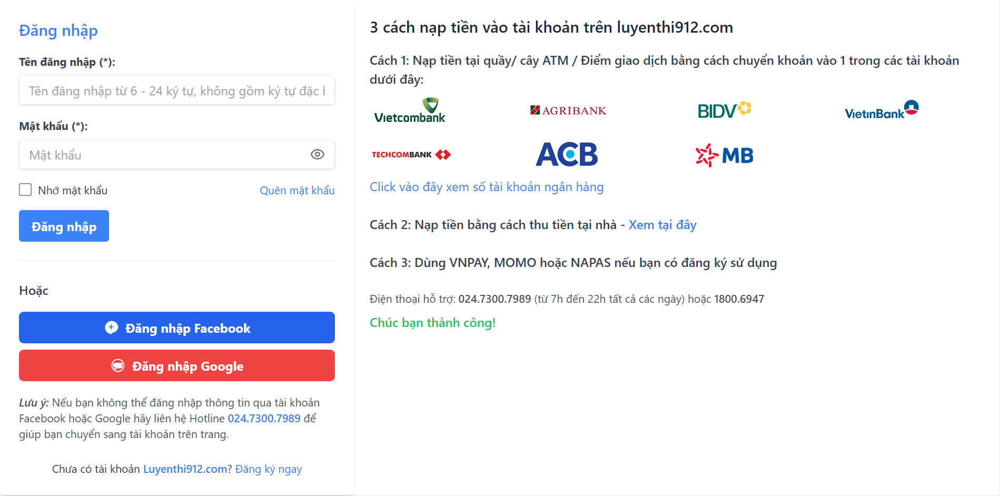 Đăng nhập
Tên đăng nhập (*):
Tên đăng nhập từ 6 - 24 ký tự, không gồm ký tự đặc
Mật khẩu (*):
Mật khẩu
Nhớ mật khẩu
Quên mật khẩu
Đăng nhập
Hoặc
Đăng nhập Facebook
Đăng nhập Google
Lưu ý: Nếu bạn không thể đăng nhập thông tin qua tài khoản
Facebook hoặc Google hãy liên hệ Hotline 024.7300.7989 để
giúp bạn chuyển sang tài khoản trên trang.
Chưa có tài khoản Luyenthi912.com? Đăng ký ngay
3 cách nạp tiền vào tài khoản trên luyenthi912.com
Cách 1: Nạp tiền tại quầy/ cây ATM / Điểm giao dịch bằng cách chuyển khoản vào 1 trong các tài khoản
dưới đây:
Vietcombank
AGRIBANK
BIDV
VietinBank
TECHCOMBANK
ACB
MB
Click vào đây xem số tài khoản ngân hàng
Cách 2: Nạp tiền bằng cách thu tiền tại nhà - Xem tại đây
Cách 3: Dùng VNPAY, MOMO hoặc NAPAS nếu bạn có đăng ký sử dụng
Điện thoại hỗ trợ: 024.7300.7989 (từ 7h đến 22h tất cả các ngày) hoặc 1800.6947
Chúc bạn thành công!